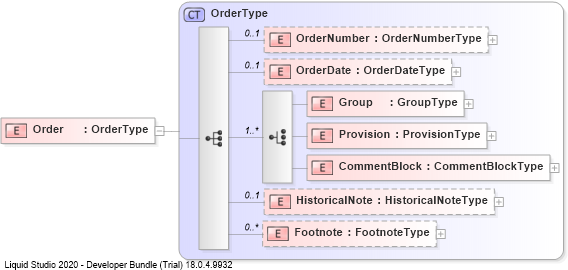 CT OrderType
0..1 E OrderNumber : OrderNumberType
0..1 E OrderDate : OrderDateType
E Group : GroupType
E Order : OrderType
1..* E Provision : ProvisionType
E CommentBlock : CommentBlockType
0..1 E HistoricalNote : HistoricalNoteType
0..* E Footnote : FootnoteType
Liquid Studio 2020 - Developer Bundle (Trial) 18.0.4.9932